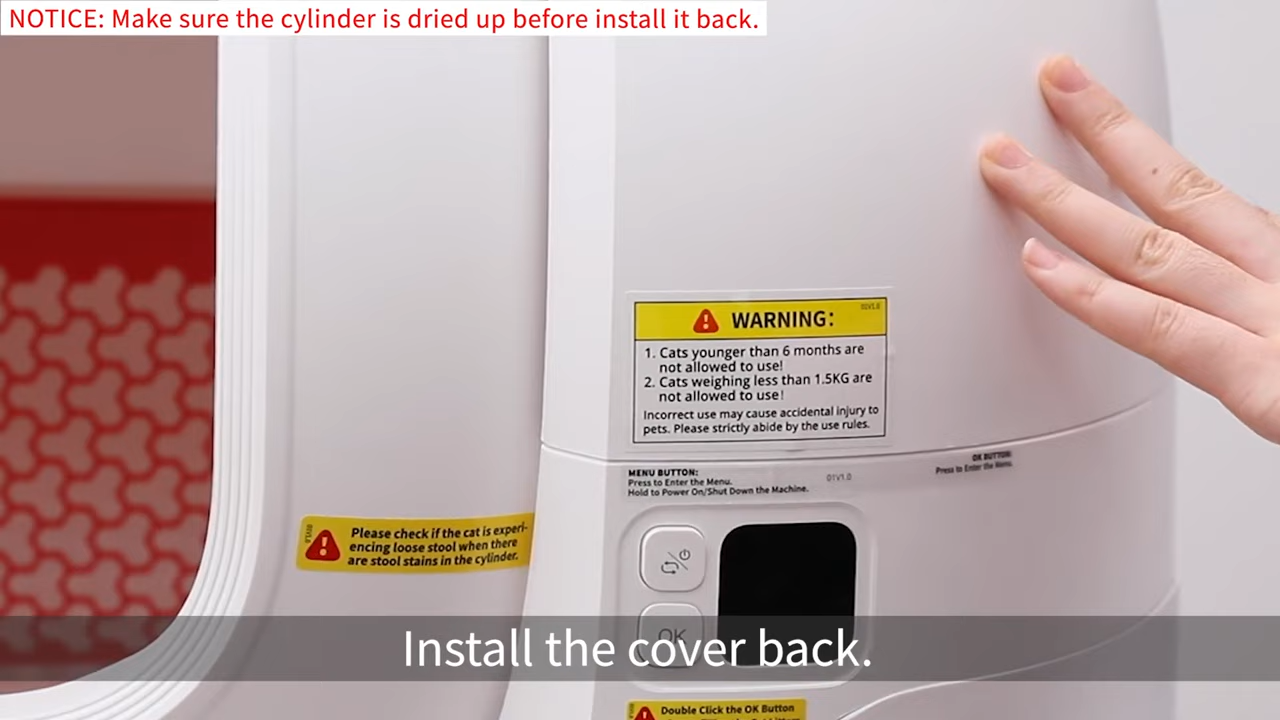 NOTICE: Make sure the cylinder is dried up before install it back.
01V1.0
WARNING:
1. Cats younger than 6 months are
not allowed to use!
2. Cats weighing less than 1.5KG are
not allowed to use!
Incorrect use may cause accidental injury to
pets. Please strictly abide by the use rules.
MENU BUTTON:
Press to Enter the Menu.
Hold to Power On/Shut Down the Machine.
01V1.0
OK BUTTON:
Press to Enter the Menu.
Please check if the cat is experi-
encing loose stool when there
are stool stains in the cylinder.
OK
Install the cover back.
Double Click the OK Button